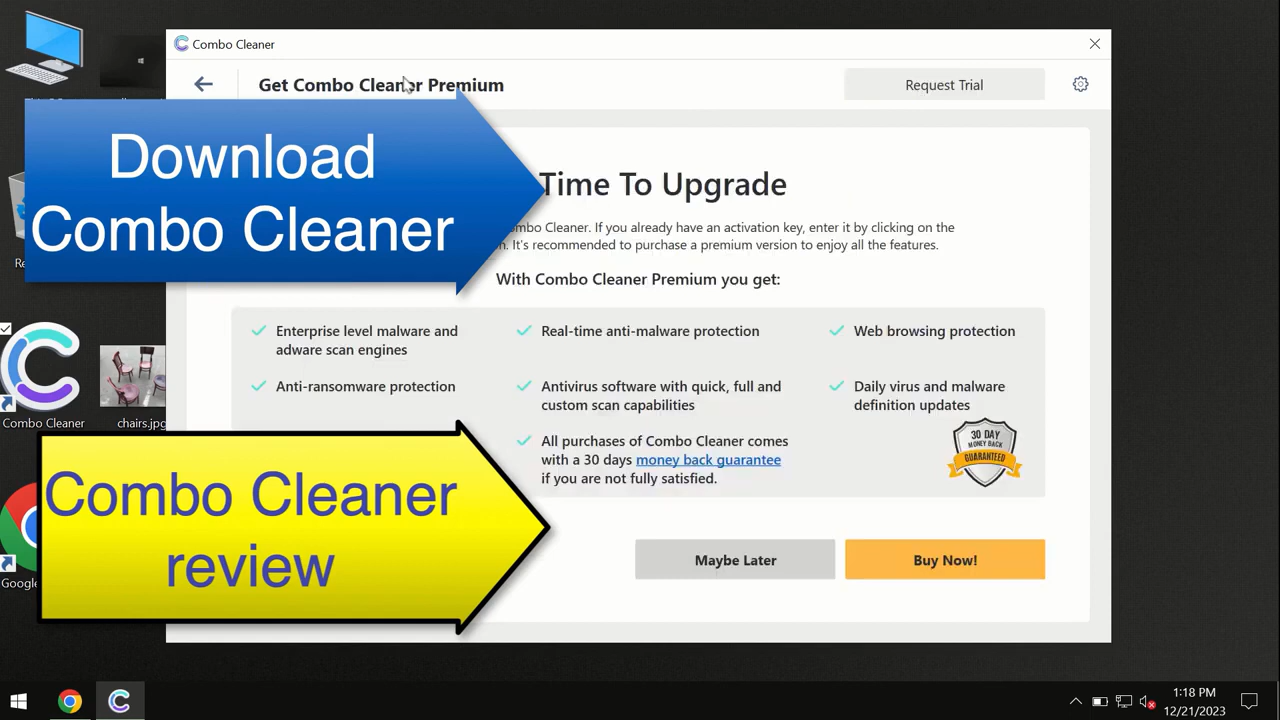 Combo Cleaner
Get Combo Cleaner Premium
Request Trial
Download
Combo Cleaner
Time To Upgrade
Combo Cleaner. If you already have an activation key, enter it by clicking on the
It's recommended to purchase a premium version to enjoy all the features.
With Combo Cleaner Premium you get:
Enterprise level malware and
adware scan engines
Real-time anti-malware protection
Web browsing protection
Anti-ransomware protection
Antivirus software with quick, full and
custom scan capabilities
Daily virus and malware
definition updates
All purchases of Combo Cleaner comes
with a 30 days money back guarantee
if you are not fully satisfied.
30 DAY
MONEY BACK
GUARANTEED
Combo Cleaner
chairs.jpg
Combo Cleaner
review
Maybe Later
Buy Now!
Google
1:18 PM
12/21/2023